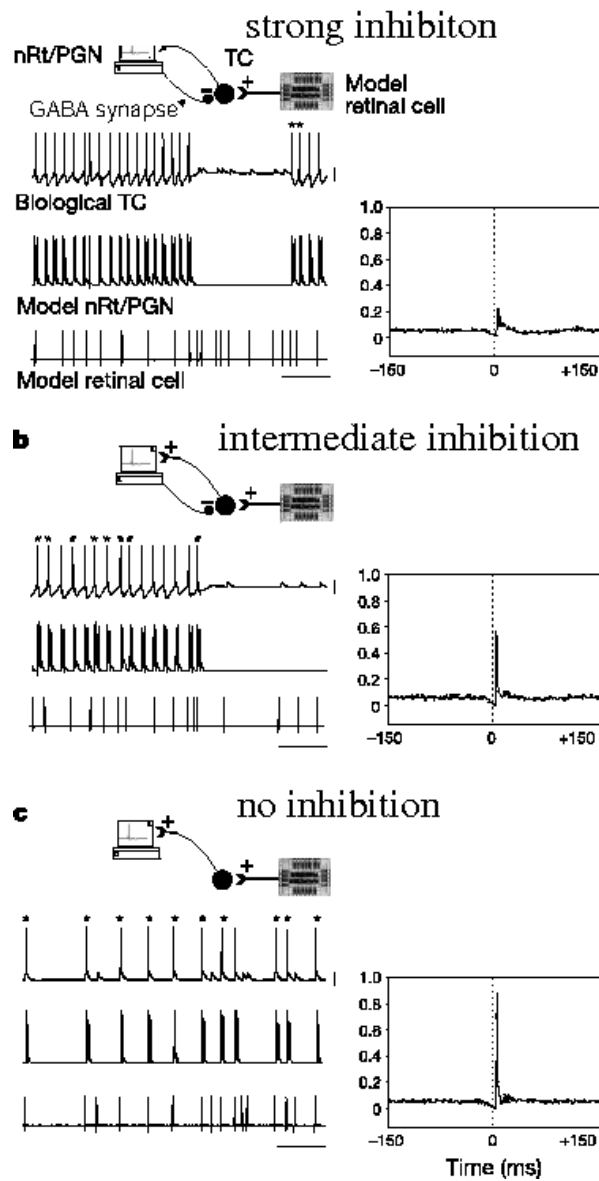 strong inhibiton
nRt/PGN
TC
+
−
Model
retinal cell
GABA synapse
**
Biological TC
Model nRt/PGN
Model retinal cell
1.0
0.8
0.6
0.4
0.2
0
−150 0 +150
b
intermediate inhibition
+
+
−
* * * * * * * *
1.0
0.8
0.6
0.4
0.2
0
−150 0 +150
c
no inhibition
+
+
* * * * * * * * * *
1.0
0.8
0.6
0.4
0.2
0
−150 0 +150
Time (ms)